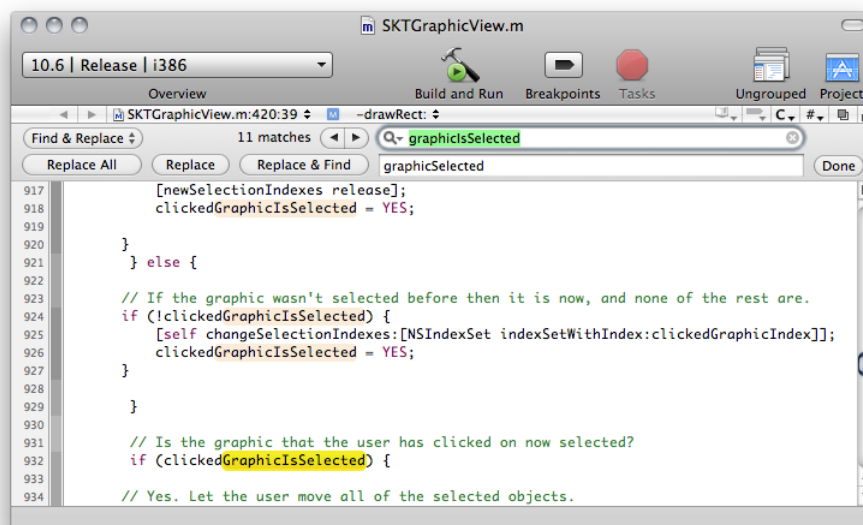 SKTGraphicView.m
10.6 | Release | i386
Overview
Build and Run
Breakpoints
Tasks
Ungrouped
Project
SKTGraphicView.m:420:39
M
-drawRect:
C
#
Find & Replace
11 matches
graphicIsSelected
Replace All
Replace
Replace & Find
graphicSelected
Done
917 [newSelectionIndexes release];
918 clickedGraphicIsSelected = YES;
919
920 }
921 } else {
922
923 // If the graphic wasn't selected before then it is now, and none of the rest are.
924 if (!clickedGraphicIsSelected) {
925 [self changeSelectionIndexes:[NSIndexSet indexSetWithIndex:clickedGraphicIndex]];
926 clickedGraphicIsSelected = YES;
927 }
928
929 }
930
931 // Is the graphic that the user has clicked on now selected?
932 if (clickedGraphicIsSelected) {
933
934 // Yes. Let the user move all of the selected objects.